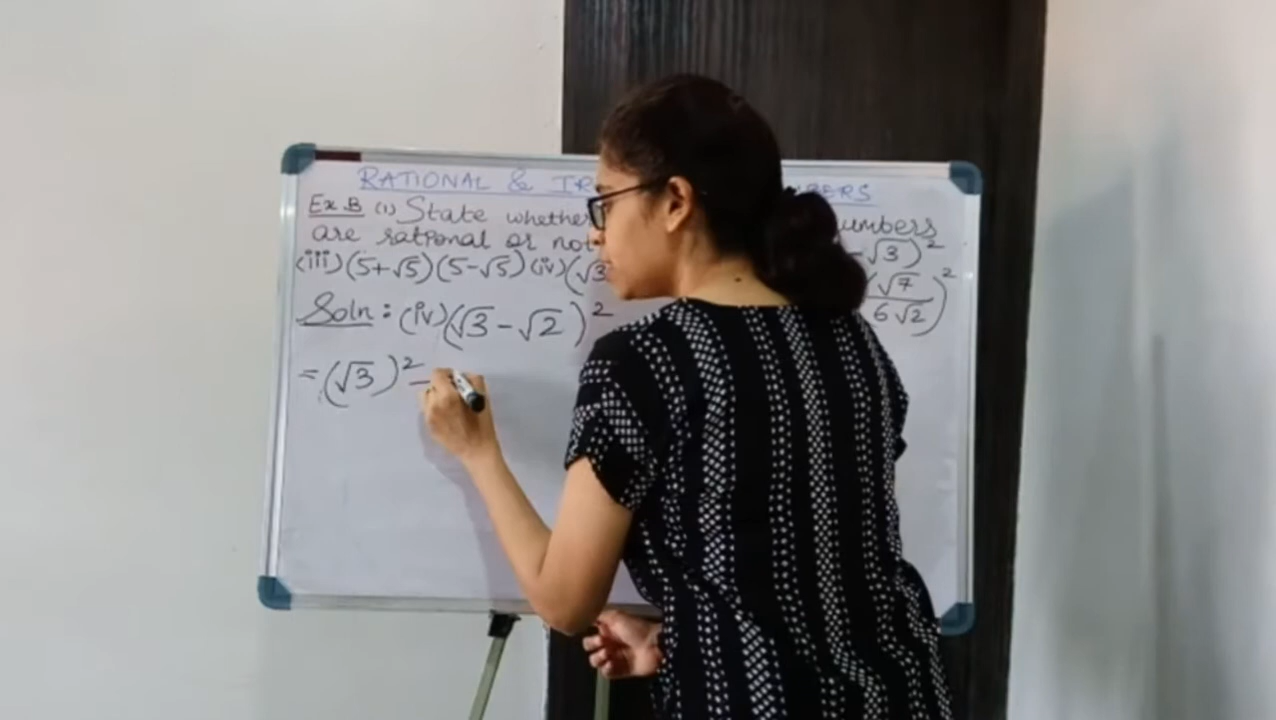 RATIONAL & IR BERS
Ex. B (i) State whether umbers
are rational or not - √3)²
(iii) (5+√5)(5-√5) (iv) (√3 √7/6√2)²
Soln : (iv) (√3-√2)²
= (√3)² -